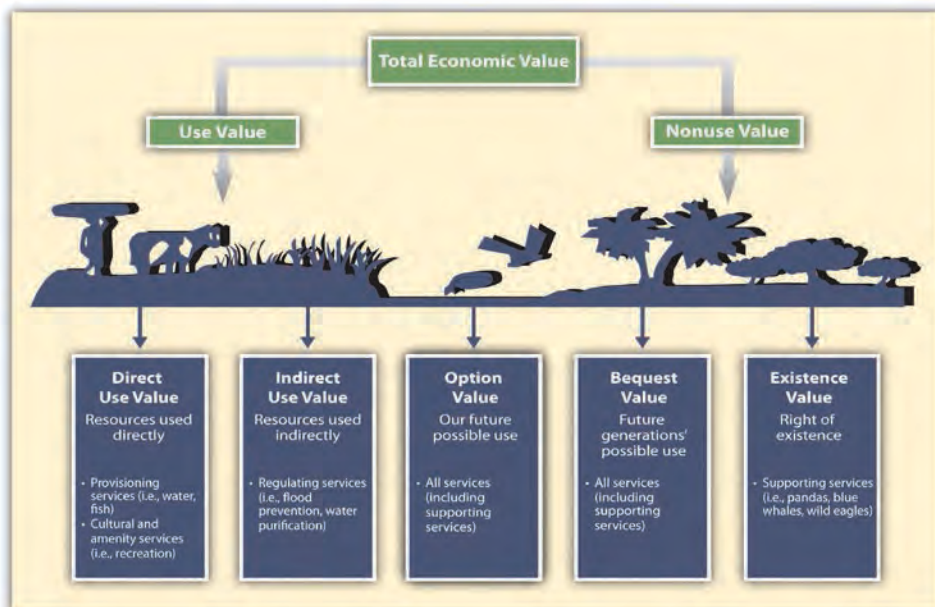 Total Economic Value
Use Value
Nonuse Value
Direct
Use Value
Resources used
directly
• Provisioning
services (i.e., water,
fish)
• Cultural and
amenity services
(i.e., recreation)
Indirect
Use Value
Resources used
indirectly
• Regulating services
(i.e., flood
prevention, water
purification)
Option
Value
Our future
possible use
• All services
(including
supporting
services)
Bequest
Value
Future
generations'
possible use
• All services
(including
supporting
services)
Existence
Value
Right of
existence
• Supporting services
(i.e., pandas, blue
whales, wild eagles)